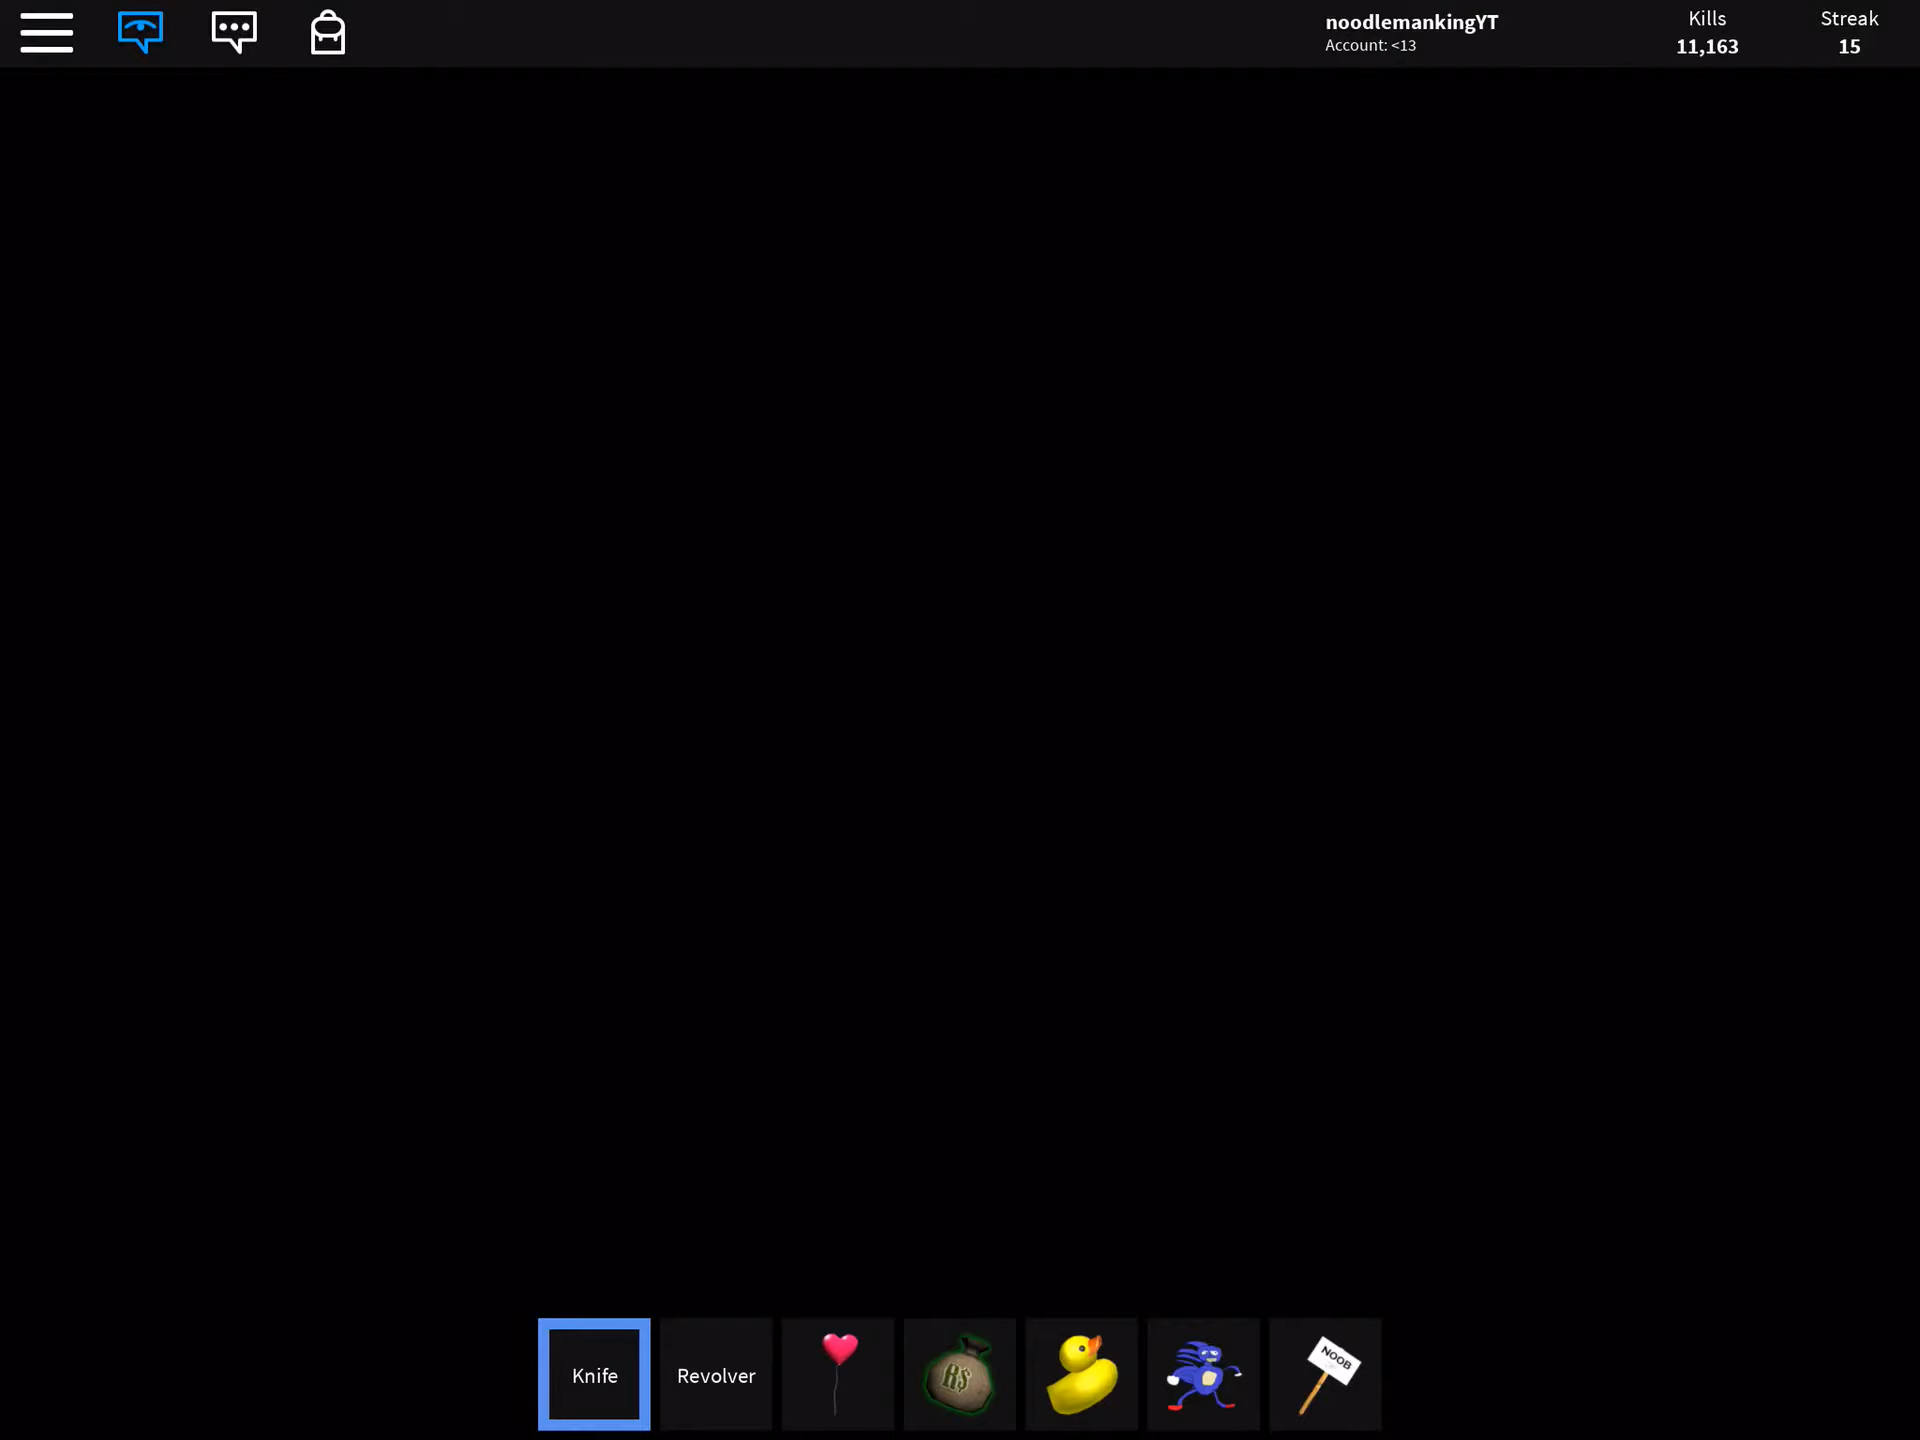 noodlemankingYT
Account: <13
Kills
11,163
Streak
15
Knife
Revolver
R$
NOOB